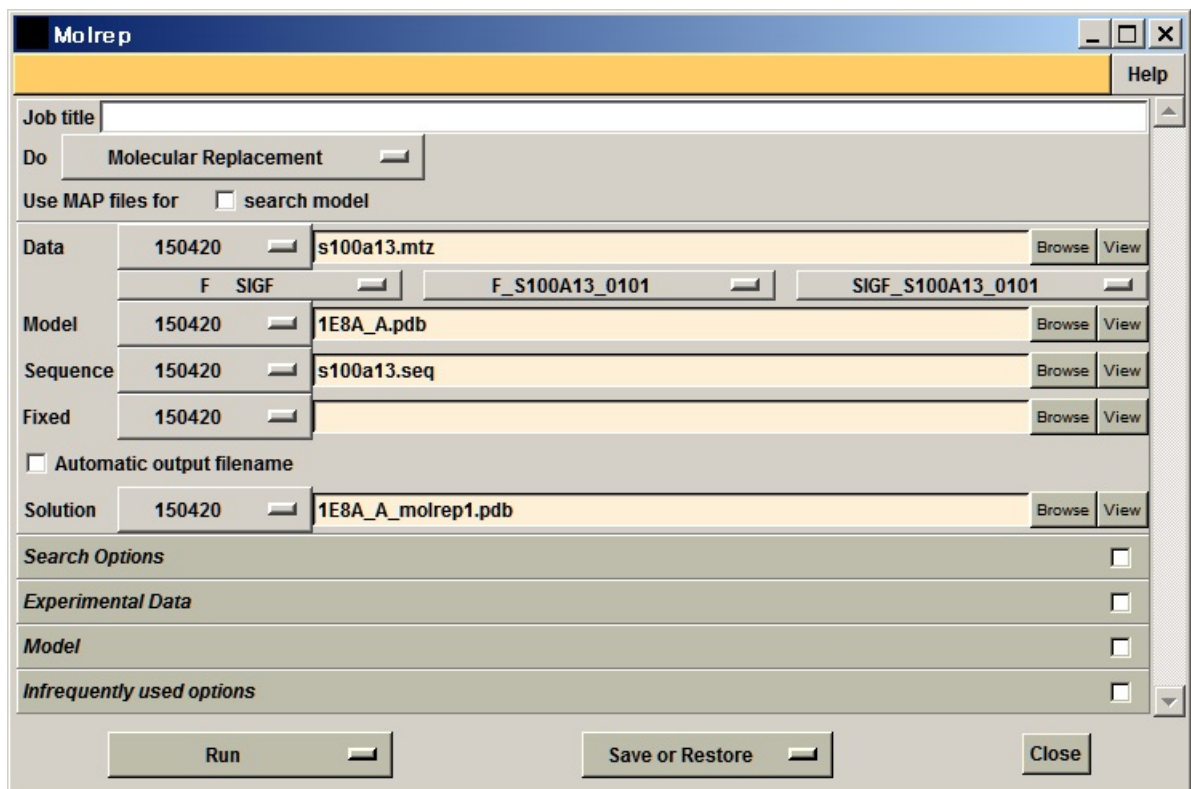 Molrep
Help
Job title
Do Molecular Replacement
Use MAP files for search model
Data 150420 s100a13.mtz Browse View
F SIGF F_S100A13_0101 SIGF_S100A13_0101
Model 150420 1E8A_A.pdb Browse View
Sequence 150420 s100a13.seq Browse View
Fixed 150420 Browse View
Automatic output filename
Solution 150420 1E8A_A_molrep1.pdb Browse View
Search Options
Experimental Data
Model
Infrequently used options
Run Save or Restore Close